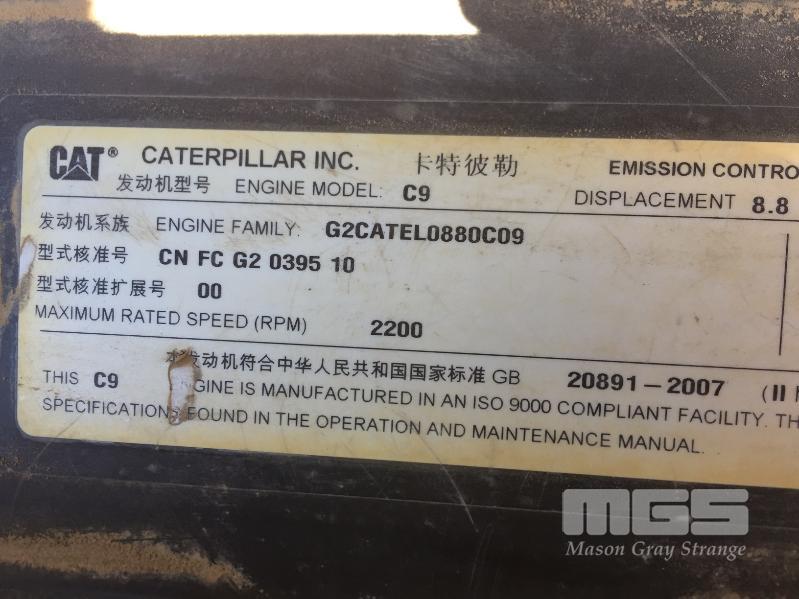 CAT® CATERPILLAR INC. 卡特彼勒 EMISSION CONTRO
发动机型号 ENGINE MODEL: C9 DISPLACEMENT 8.8
发动机系族 ENGINE FAMILY: G2CATEL0880C09
型式核准号 CN FC G2 0395 10
型式核准扩展号 00
MAXIMUM RATED SPEED (RPM) 2200
本发动机符合中华人民共和国国家标准 GB 20891-2007 (II
THIS C9 NGINE IS MANUFACTURED IN AN ISO 9000 COMPLIANT FACILITY. TH
SPECIFICATIONS FOUND IN THE OPERATION AND MAINTENANCE MANUAL.
MGS
Mason Gray Strange